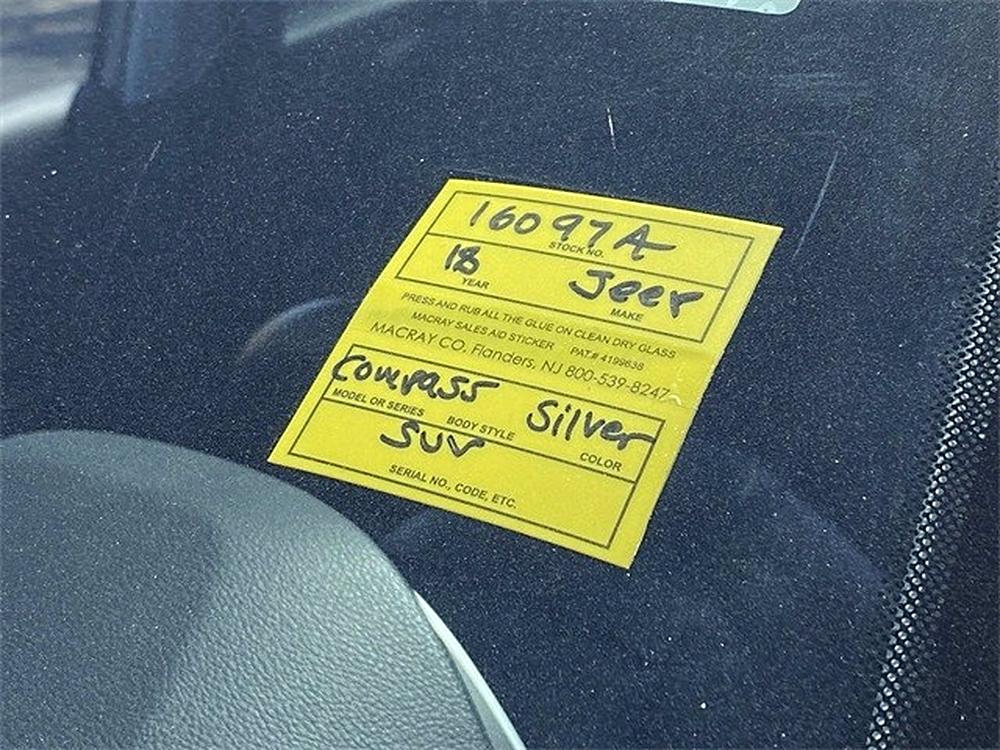 16097A
STOCK NO.
18 Jeep
YEAR MAKE
PRESS AND RUB ALL THE GLUE ON CLEAN DRY GLASS
MACRAY SALES AID STICKER PAT.# 4199638
MACRAY CO. Flanders, NJ 800-539-8247
Compass Silver
MODEL OR SERIES BODY STYLE COLOR
SUV
SERIAL NO., CODE, ETC.